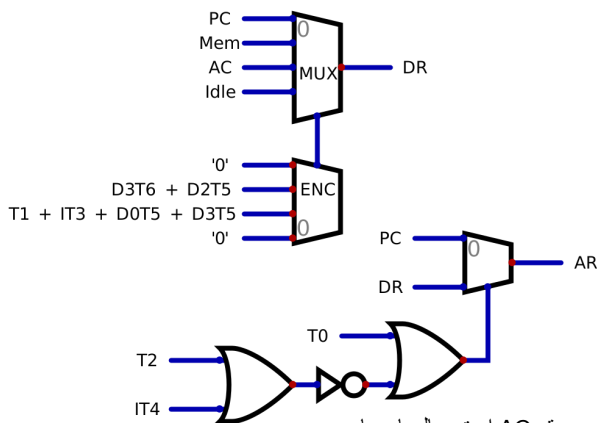 PC
0
Mem
AC
MUX
DR
Idle
'0'
D3T6 + D2T5
ENC
T1 + IT3 + D0T5 + D3T5
0
'0'
PC
0
AR
DR
T0
T2
IT4